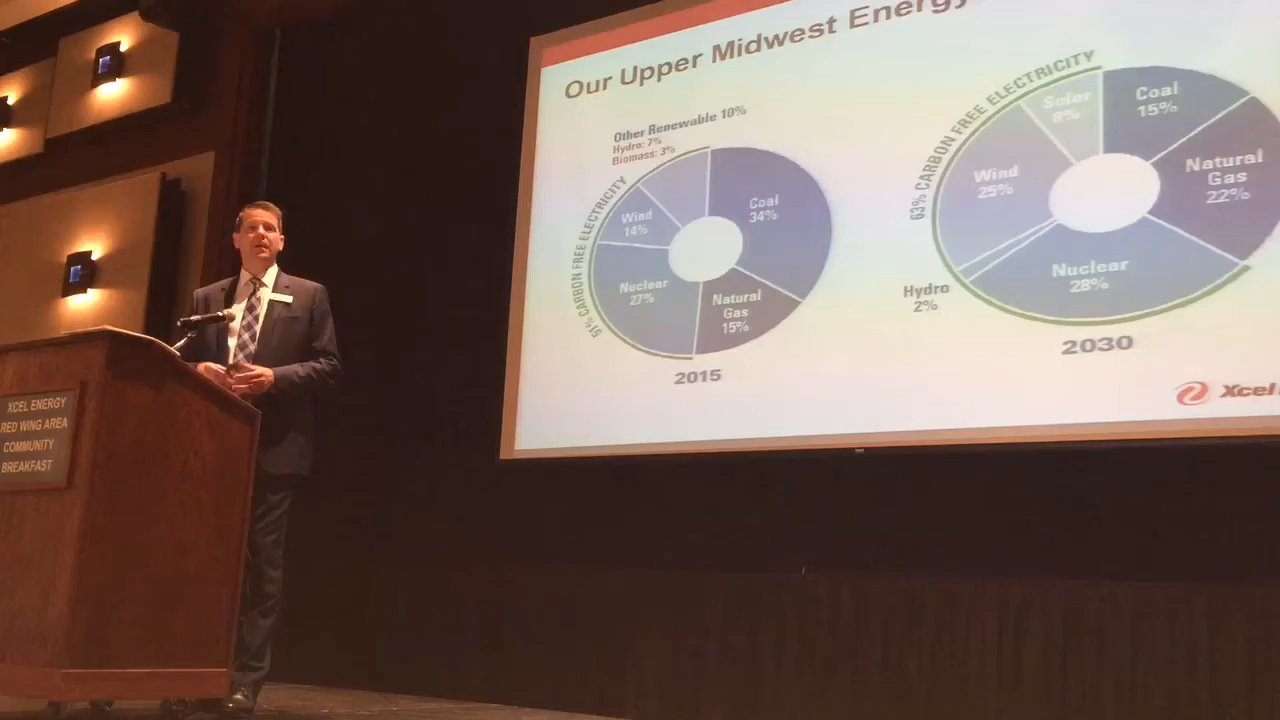 Our Upper Midwest Energy
Other Renewable 10%
Hydro: 7%
Biomass: 3%
51% CARBON FREE ELECTRICITY
Wind
14%
Coal
34%
Nuclear
27%
Natural
Gas
15%
2015
63% CARBON FREE ELECTRICITY
Solar
8%
Coal
15%
Wind
25%
Natural
Gas
22%
Nuclear
28%
Hydro
2%
2030
Xcel
XCEL ENERGY
RED WING AREA
COMMUNITY
BREAKFAST